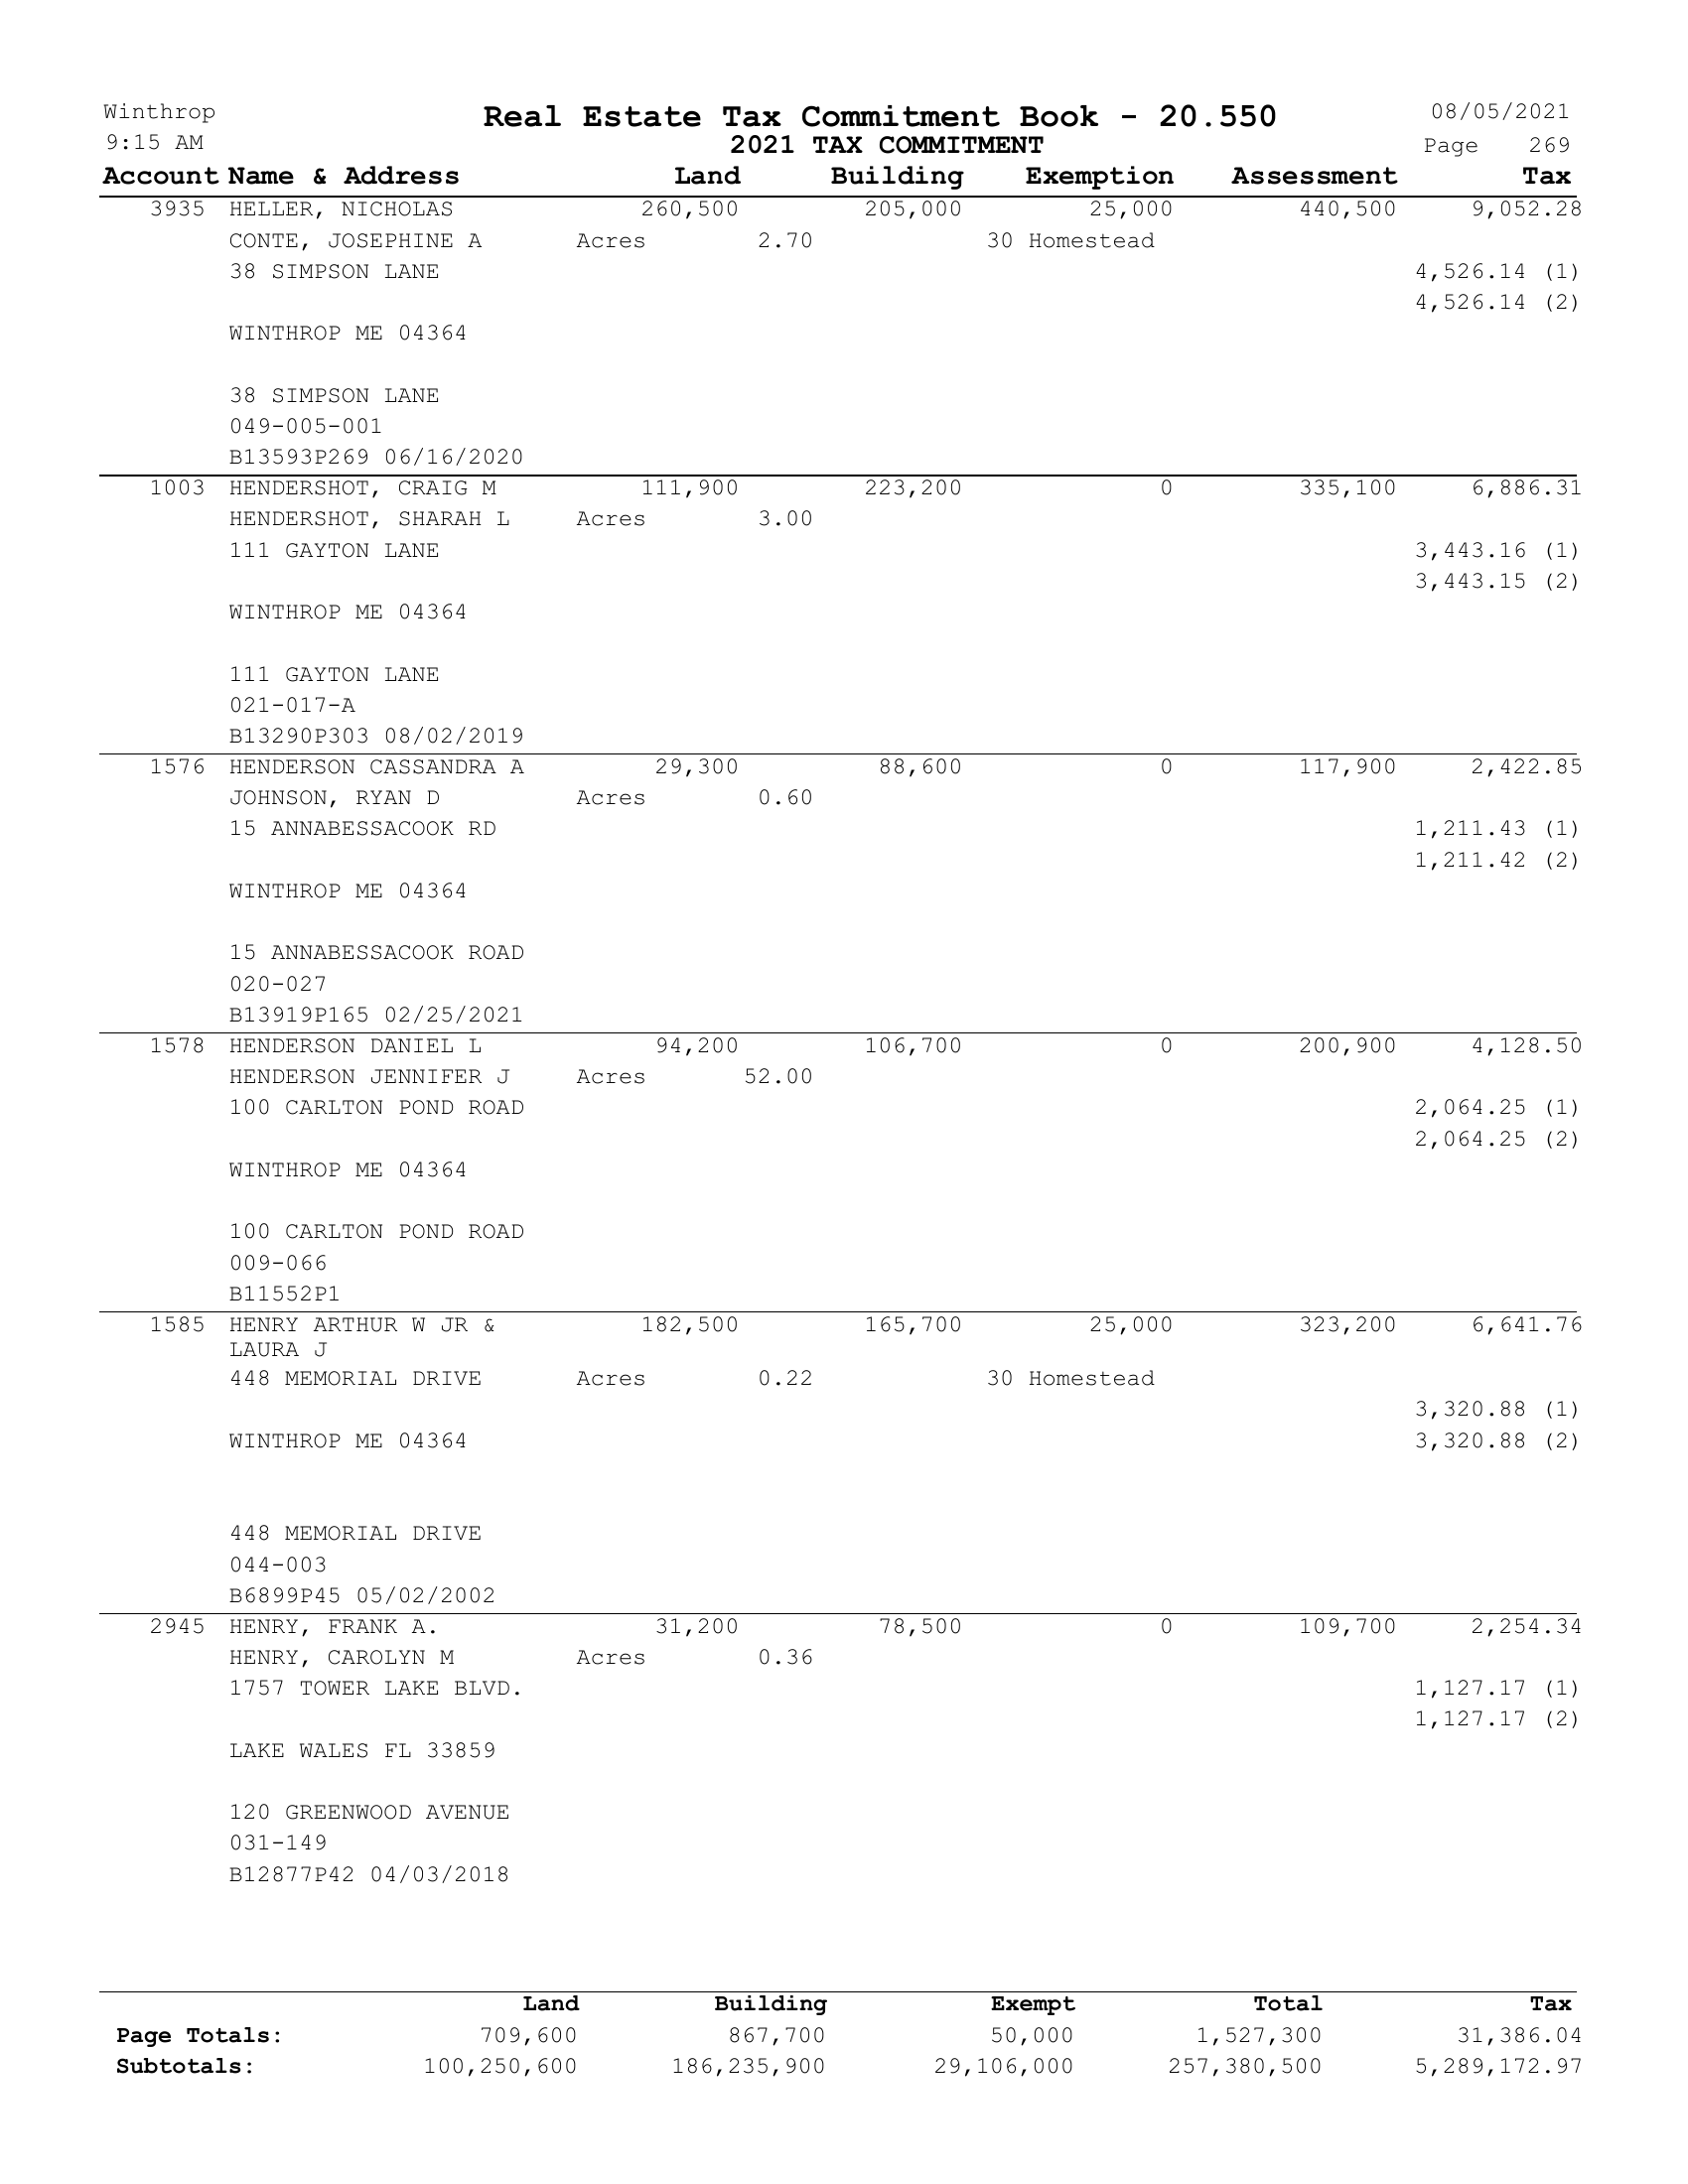 Winthrop Real Estate Tax Commitment Book - 20.550 08/05/2021
9:15 AM 2021 TAX COMMITMENT Page 269
Account Name & Address Land Building Exemption Assessment Tax
3935 HELLER, NICHOLAS 260,500 205,000 25,000 440,500 9,052.28
CONTE, JOSEPHINE A Acres 2.70 30 Homestead
38 SIMPSON LANE 4,526.14 (1)
4,526.14 (2)
WINTHROP ME 04364
38 SIMPSON LANE
049-005-001
B13593P269 06/16/2020
1003 HENDERSHOT, CRAIG M 111,900 223,200 0 335,100 6,886.31
HENDERSHOT, SHARAH L Acres 3.00
111 GAYTON LANE 3,443.16 (1)
3,443.15 (2)
WINTHROP ME 04364
111 GAYTON LANE
021-017-A
B13290P303 08/02/2019
1576 HENDERSON CASSANDRA A 29,300 88,600 0 117,900 2,422.85
JOHNSON, RYAN D Acres 0.60
15 ANNABESSACOOK RD 1,211.43 (1)
1,211.42 (2)
WINTHROP ME 04364
15 ANNABESSACOOK ROAD
020-027
B13919P165 02/25/2021
1578 HENDERSON DANIEL L 94,200 106,700 0 200,900 4,128.50
HENDERSON JENNIFER J Acres 52.00
100 CARLTON POND ROAD 2,064.25 (1)
2,064.25 (2)
WINTHROP ME 04364
100 CARLTON POND ROAD
009-066
B11552P1
1585 HENRY ARTHUR W JR & 182,500 165,700 25,000 323,200 6,641.76
LAURA J
448 MEMORIAL DRIVE Acres 0.22 30 Homestead
3,320.88 (1)
WINTHROP ME 04364 3,320.88 (2)
448 MEMORIAL DRIVE
044-003
B6899P45 05/02/2002
2945 HENRY, FRANK A. 31,200 78,500 0 109,700 2,254.34
HENRY, CAROLYN M Acres 0.36
1757 TOWER LAKE BLVD. 1,127.17 (1)
1,127.17 (2)
LAKE WALES FL 33859
120 GREENWOOD AVENUE
031-149
B12877P42 04/03/2018
Land Building Exempt Total Tax
Page Totals: 709,600 867,700 50,000 1,527,300 31,386.04
Subtotals: 100,250,600 186,235,900 29,106,000 257,380,500 5,289,172.97